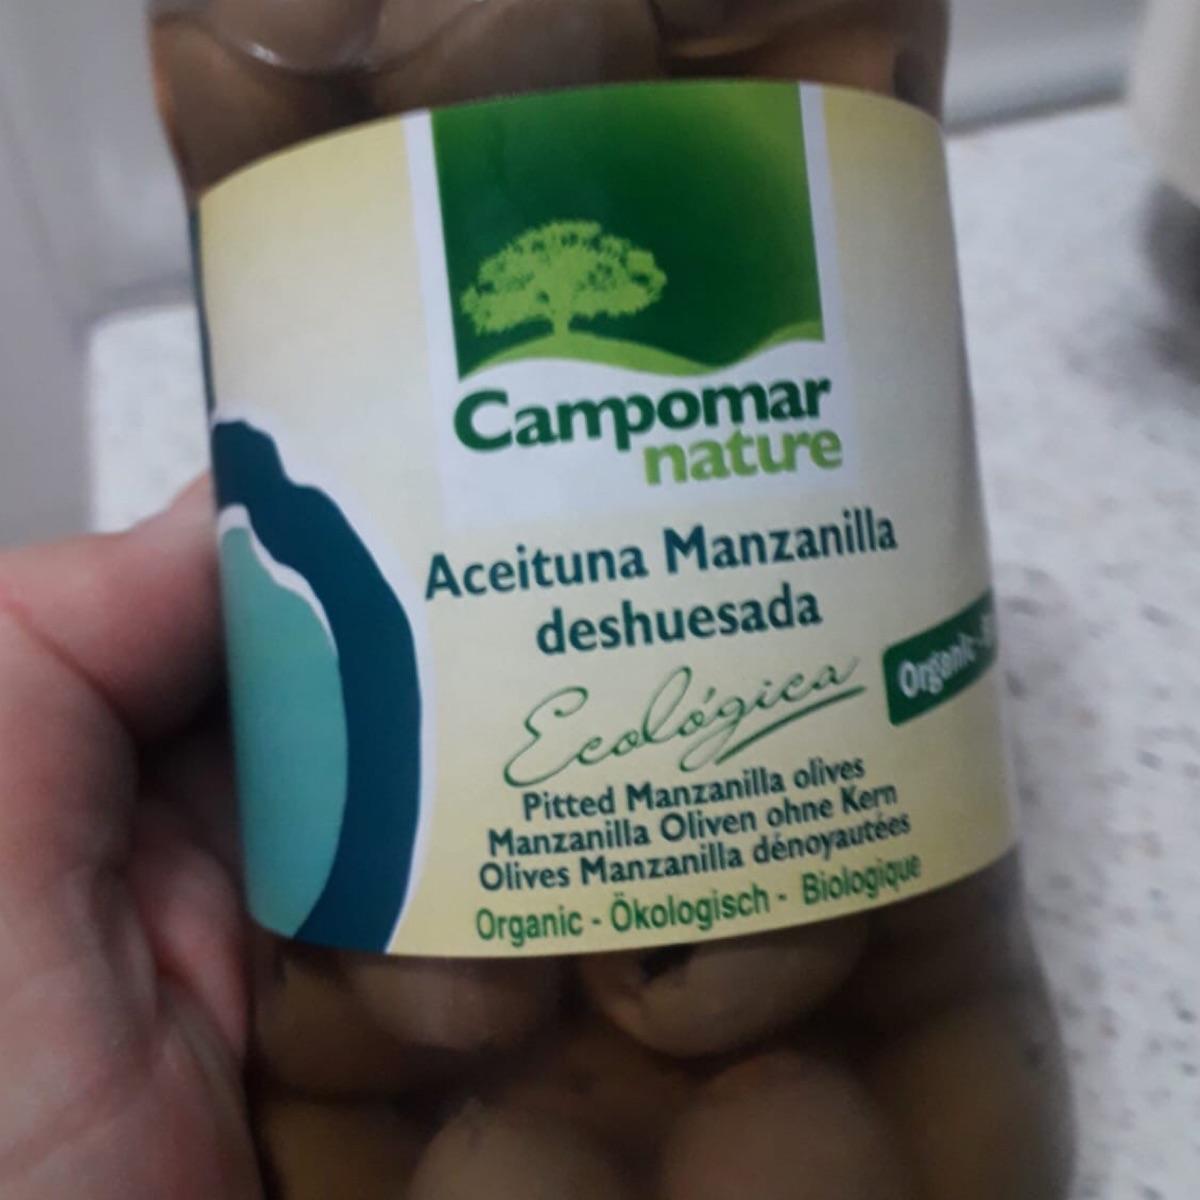 Campomar
nature
Aceituna Manzanilla
deshuesada
Ecológica
Organic
Pitted Manzanilla olives
Manzanilla Oliven ohne Kern
Olives Manzanilla dénoyautées
Organic - Ökologisch - Biologique